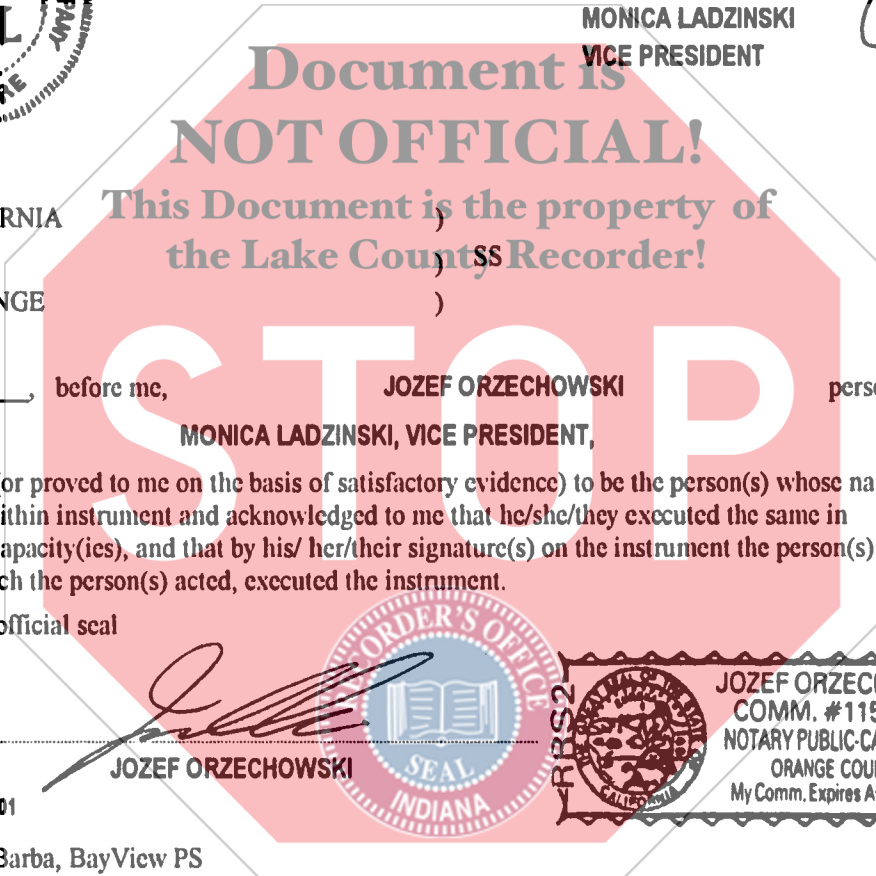 MONICA LADZINSKI
VICE PRESIDENT
Document is
NOT OFFICIAL!
This Document is the property of
the Lake County Recorder!
RNIA )
) SS
NGE )
STOP
, before me, JOZEF ORZECHOWSKI perso
MONICA LADZINSKI, VICE PRESIDENT,
(or proved to me on the basis of satisfactory evidence) to be the person(s) whose na
ithin instrument and acknowledged to me that he/she/they executed the same in
apacity(ies), and that by his/ her/their signature(s) on the instrument the person(s)
ch the person(s) acted, executed the instrument.
official seal
RECORDER'S OFFICE
SEAL
INDIANA
JOZEF ORZECHOWSKI
JOZEF ORZECH
COMM. #115
NOTARY PUBLIC-CA
ORANGE COU
My Comm. Expires A
CALIFORNIA
01
Barba, BayView PS